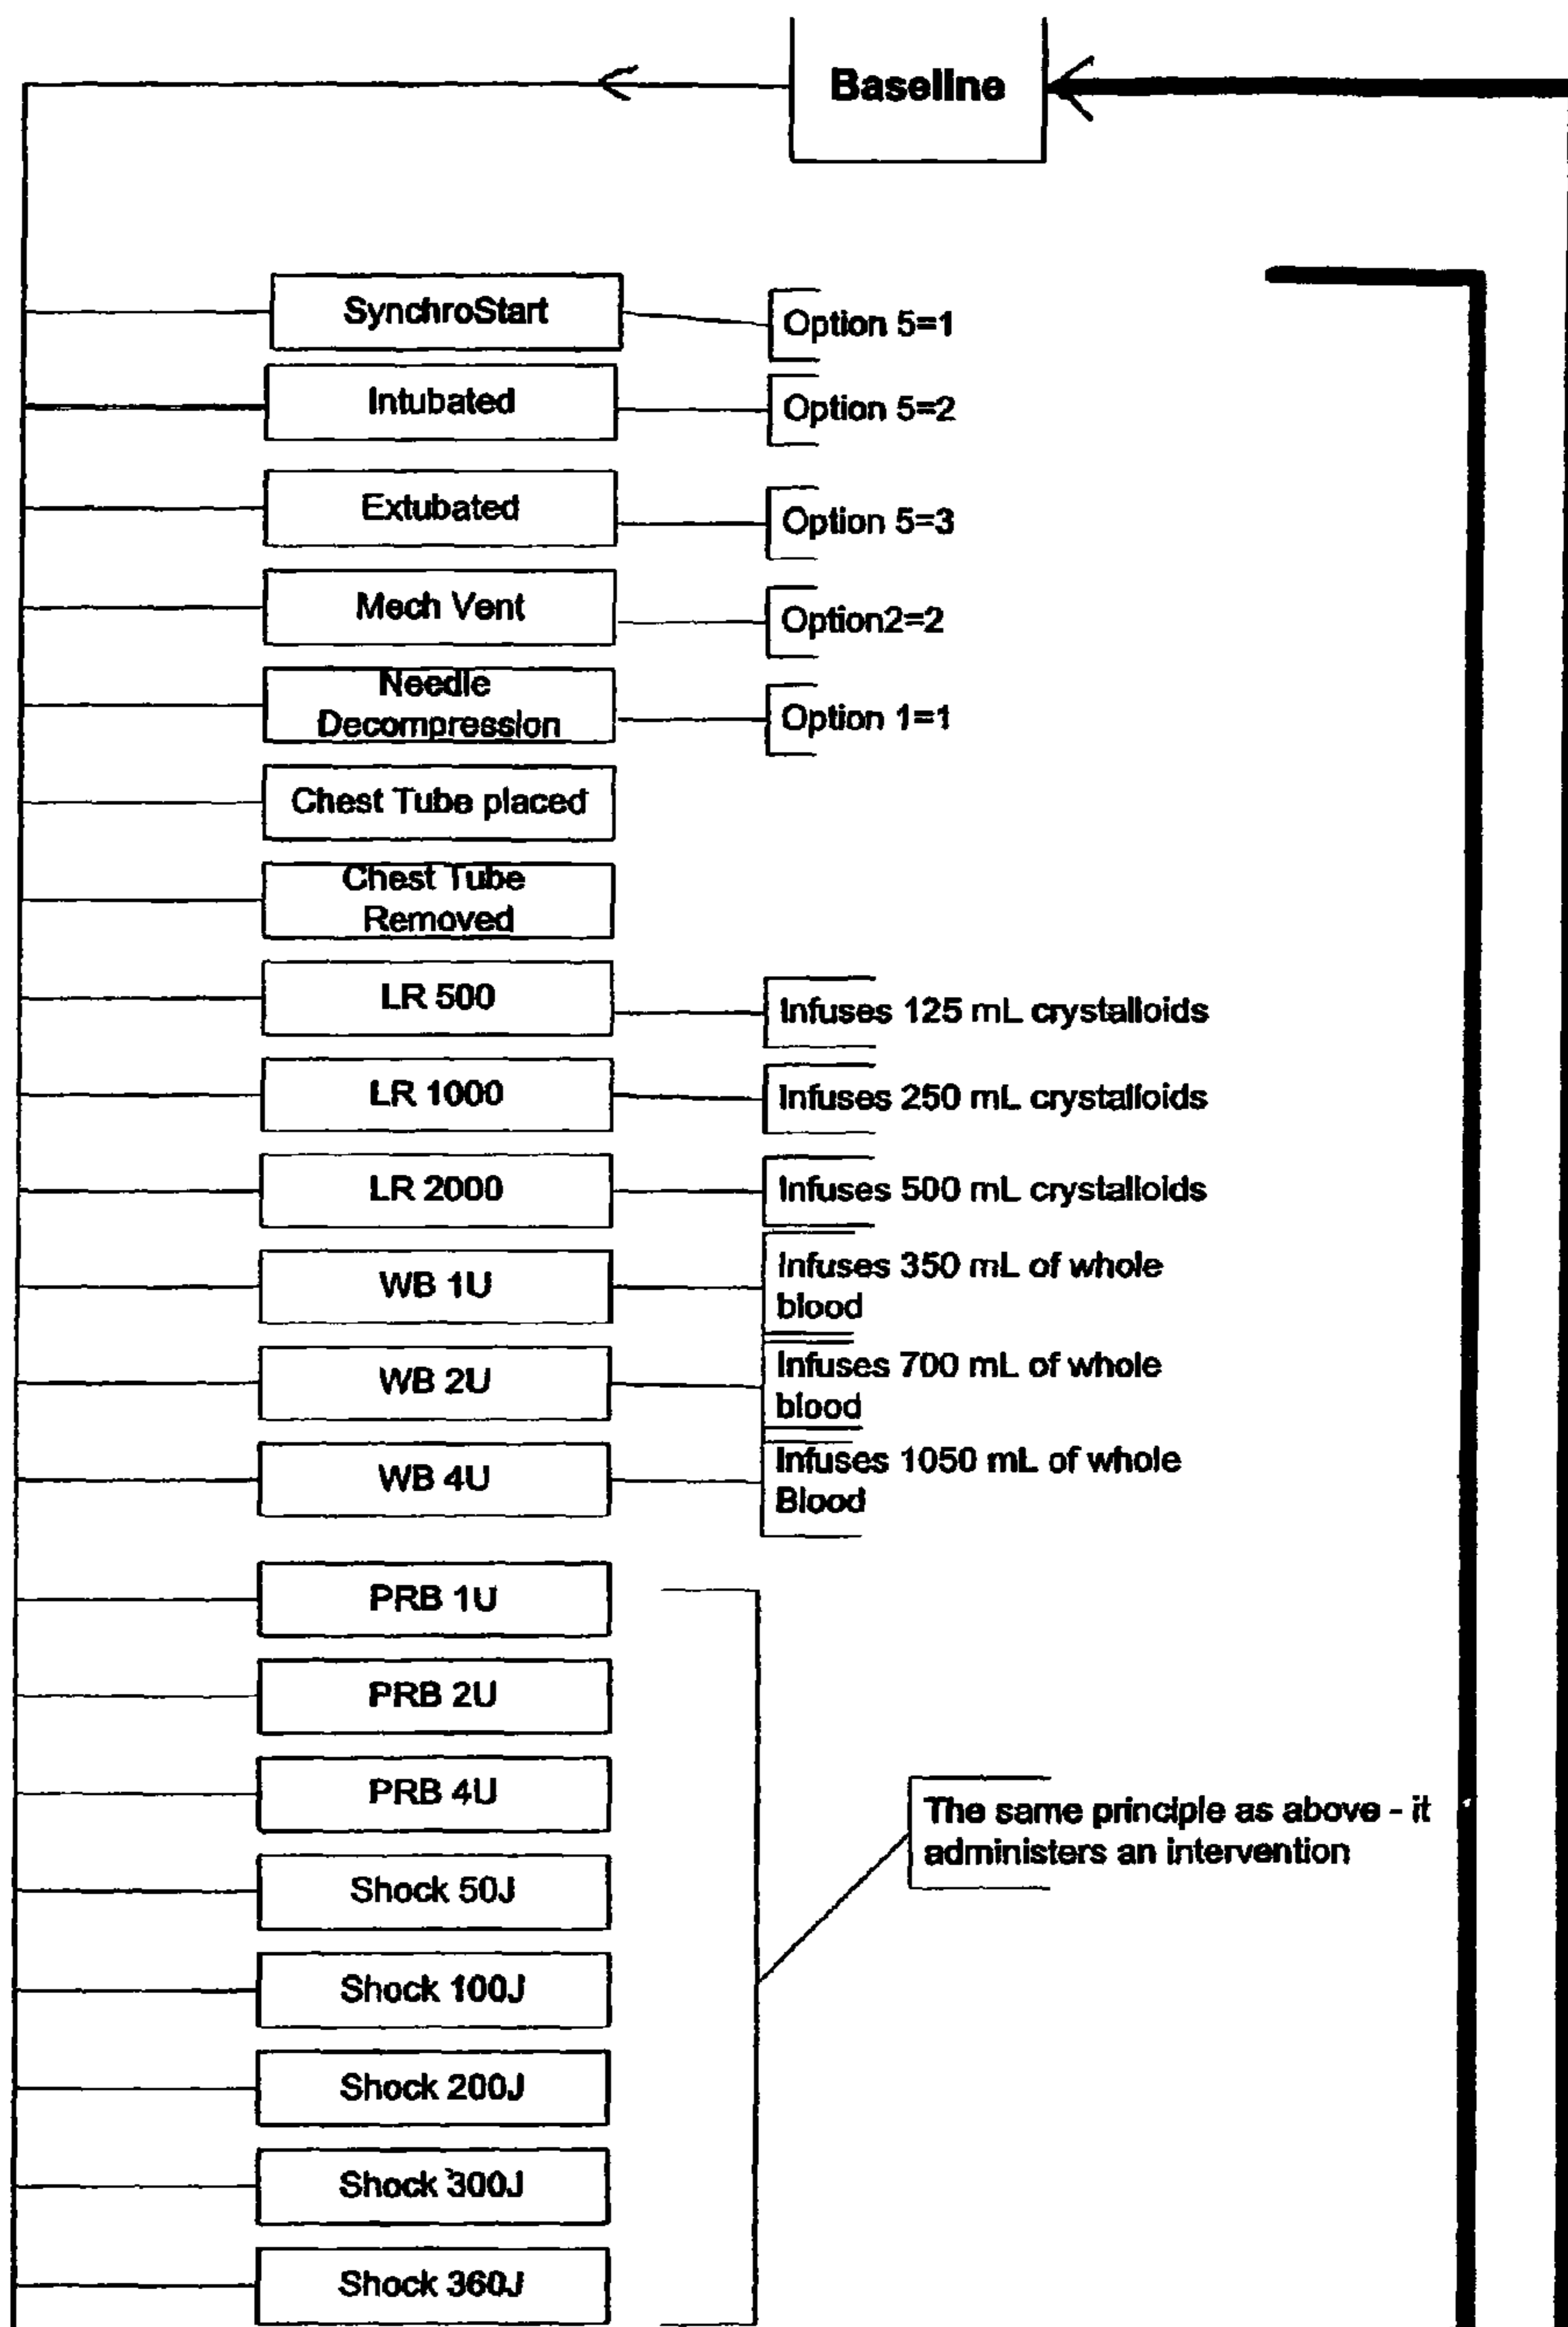 Baseline
SynchroStart
Option 5=1
Intubated
Option 5=2
Extubated
Option 5=3
Mech Vent
Option2=2
Needle
Decompression
Option 1=1
Chest Tube placed
Chest Tube
Removed
LR 500
Infuses 125 mL crystalloids
LR 1000
Infuses 250 mL crystalloids
LR 2000
Infuses 500 mL crystalloids
WB 1U
Infuses 350 mL of whole
blood
WB 2U
Infuses 700 mL of whole
blood
WB 4U
Infuses 1050 mL of whole
Blood
PRB 1U
PRB 2U
PRB 4U
The same principle as above - it
administers an intervention
Shock 50J
Shock 100J
Shock 200J
Shock 300J
Shock 360J